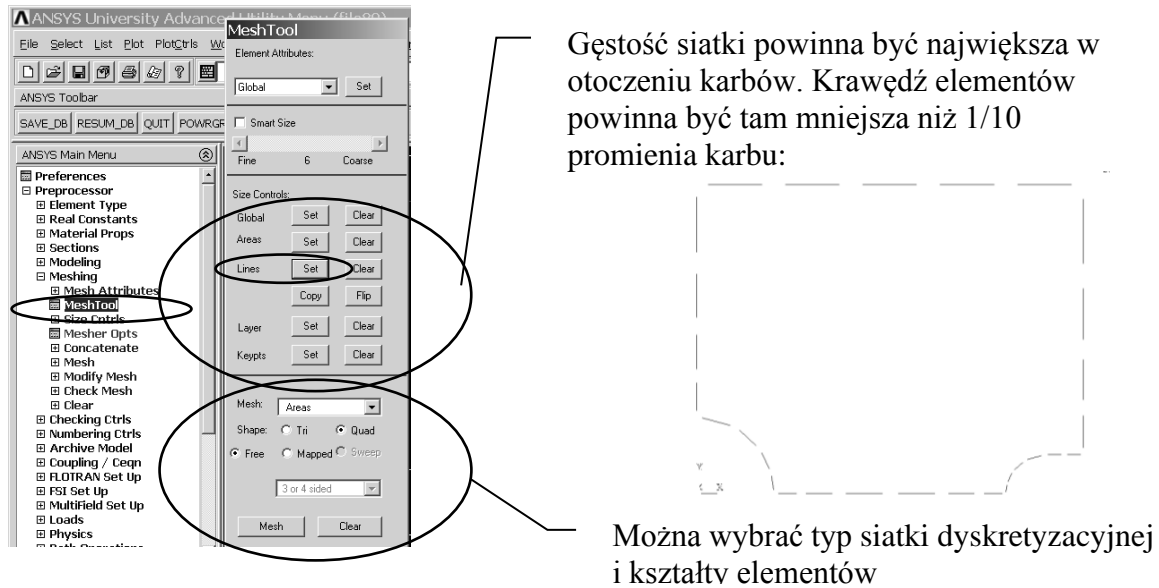 ANSYS University Advanced Utility Menu (file80)
File Select List Plot PlotCtrls
ANSYS Toolbar
SAVE_DB RESUM_DB QUIT POWRGR
ANSYS Main Menu
Preferences
Preprocessor
Element Type
Real Constants
Material Props
Sections
Modeling
Meshing
Mesh Attributes
MeshTool
Size Cntrls
Mesher Opts
Concatenate
Mesh
Modify Mesh
Check Mesh
Clear
Checking Ctrls
Numbering Ctrls
Archive Model
Coupling / Ceqn
FLOTRAN Set Up
FSI Set Up
MultiField Set Up
Loads
Physics
Path Operations
MeshTool
Element Attributes:
Global Set
Smart Size
Fine 6 Coarse
Size Controls:
Global Set Clear
Areas Set Clear
Lines Set Clear
Copy Flip
Layer Set Clear
Keypts Set Clear
Mesh: Areas
Shape: Tri Quad
Free Mapped Sweep
3 or 4 sided
Mesh Clear
Gęstość siatki powinna być największa w
otoczeniu karbów. Krawędź elementów
powinna być tam mniejsza niż 1/10
promienia karbu:
Y
X
Można wybrać typ siatki dyskretyzacyjnej
i kształty elementów